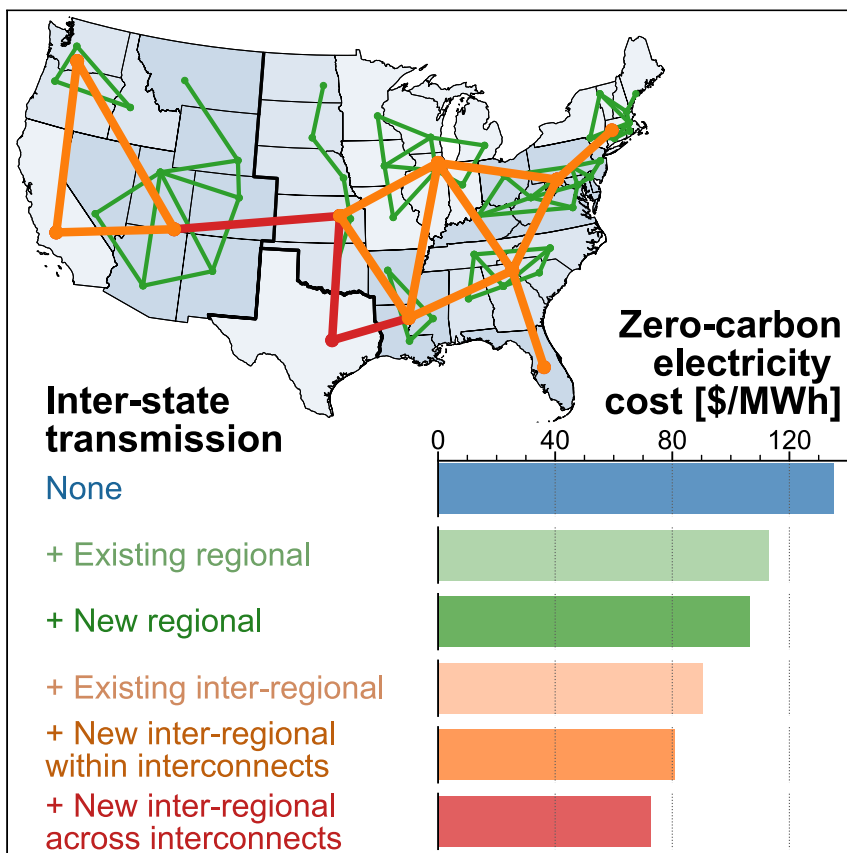 Zero-carbon
electricity
cost [$/MWh]
Inter-state
transmission
0 40 80 120
None
+ Existing regional
+ New regional
+ Existing inter-regional
+ New inter-regional
within interconnects
+ New inter-regional
across interconnects